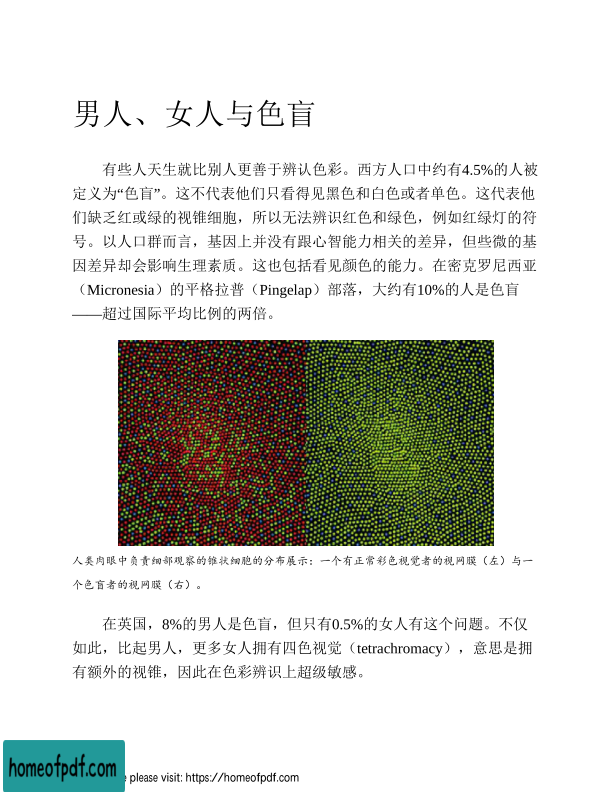 男人、女人与色盲
有些人天生就比别人更善于辨认色彩。西方人口中约有4.5%的人被
定义为“色盲”。这不代表他们只看得见黑色和白色或者单色。这代表他
们缺乏红或绿的视锥细胞，所以无法辨识红色和绿色，例如红绿灯的符
号。以人口群而言，基因上并没有跟心智能力相关的差异，但些微的基
因差异却会影响生理素质。这也包括看见颜色的能力。在密克罗尼西亚
（Micronesia）的平格拉普（Pingelap）部落，大约有10%的人是色盲
——超过国际平均比例的两倍。
人类肉眼中负责细部观察的锥状细胞的分布展示：一个有正常彩色视觉者的视网膜（左）与一
个色盲者的视网膜（右）。
在英国，8%的男人是色盲，但只有0.5%的女人有这个问题。不仅
如此，比起男人，更多女人拥有四色视觉（tetrachromacy），意思是拥
有额外的视锥，因此在色彩辨识上超级敏感。
homeofpdf.com
e please visit: https://homeofpdf.com